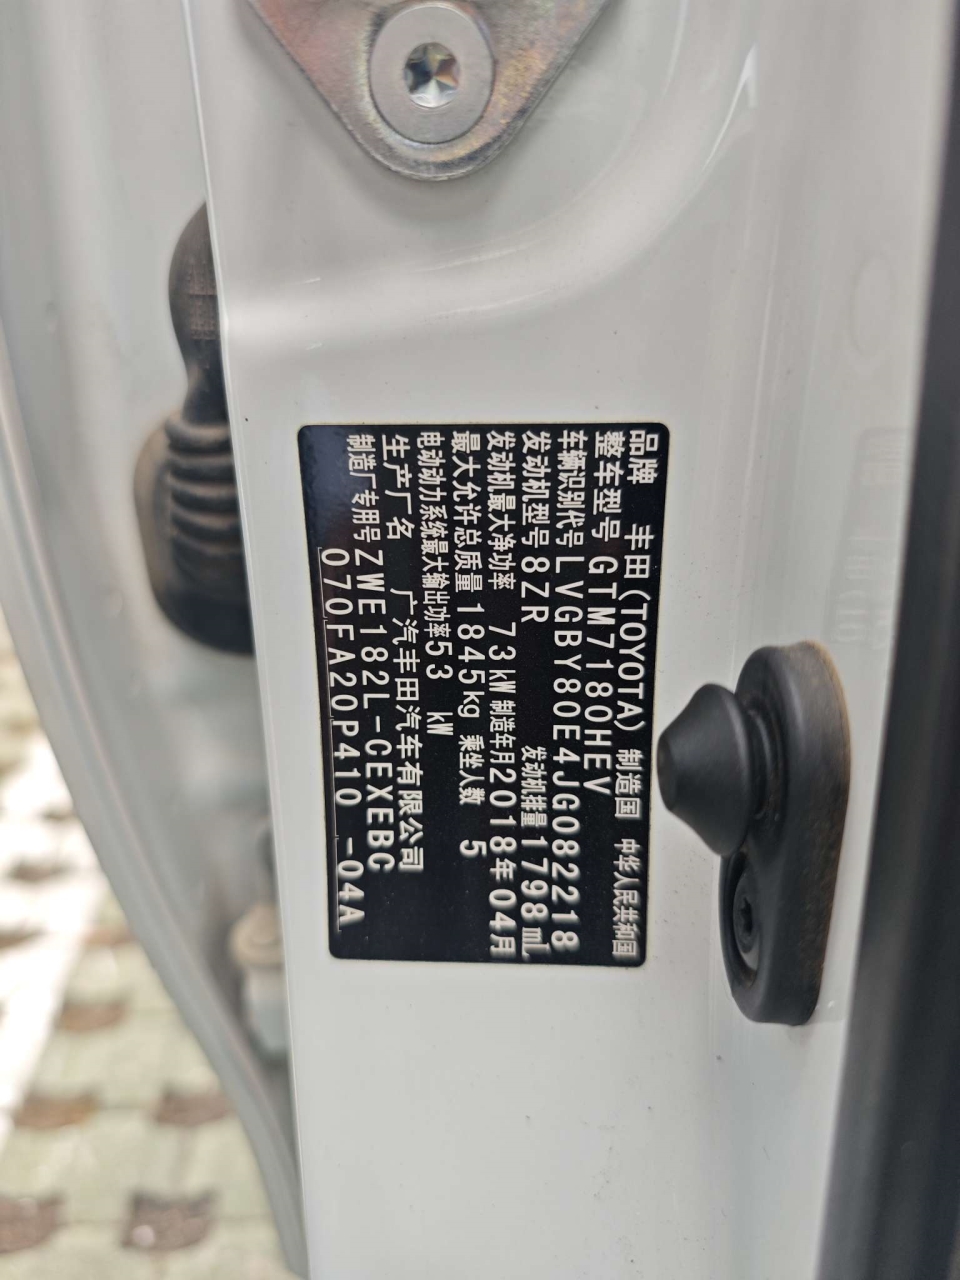 品牌 丰田(TOYOTA) 制造国 中华人民共和国
整车型号 GTM7180HEV
车辆识别代号 LVGBY80E4JG082218
发动机型号 8ZR 发动机排量 1798mL
发动机最大净功率 73kW 制造年月 2018年04月
最大允许总质量 1845kg 乘坐人数 5
电动动力系统最大输出功率 53 kW
生产厂名 广汽丰田汽车有限公司
制造厂专用号 ZWE182L-GEXEBC
070FA20P410 -04A